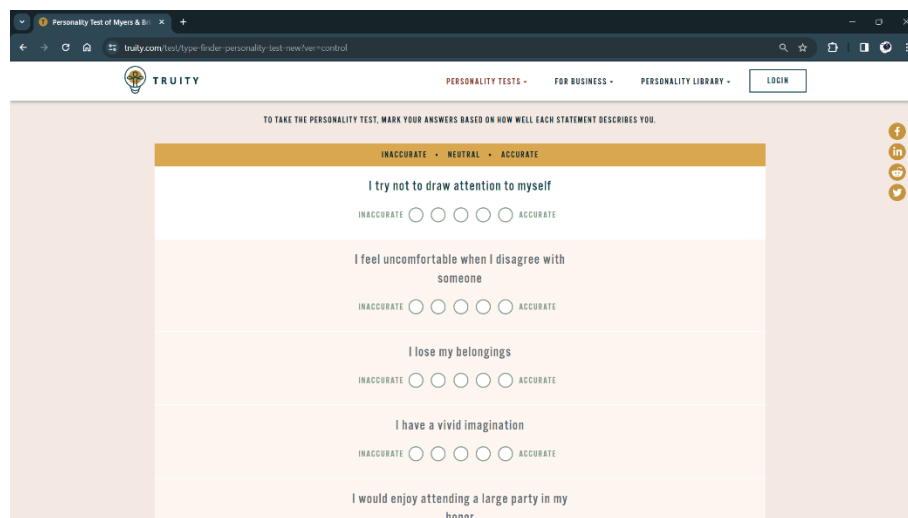 Personality Test of Myers & Bri
truity.com/test/type-finder-personality-test-new?ver=control
TRUITY
PERSONALITY TESTS
FOR BUSINESS
PERSONALITY LIBRARY
LOGIN
TO TAKE THE PERSONALITY TEST, MARK YOUR ANSWERS BASED ON HOW WELL EACH STATEMENT DESCRIBES YOU.
INACCURATE • NEUTRAL • ACCURATE
I try not to draw attention to myself
INACCURATE ACCURATE
I feel uncomfortable when I disagree with
someone
INACCURATE ACCURATE
I lose my belongings
INACCURATE ACCURATE
I have a vivid imagination
INACCURATE ACCURATE
I would enjoy attending a large party in my
honor